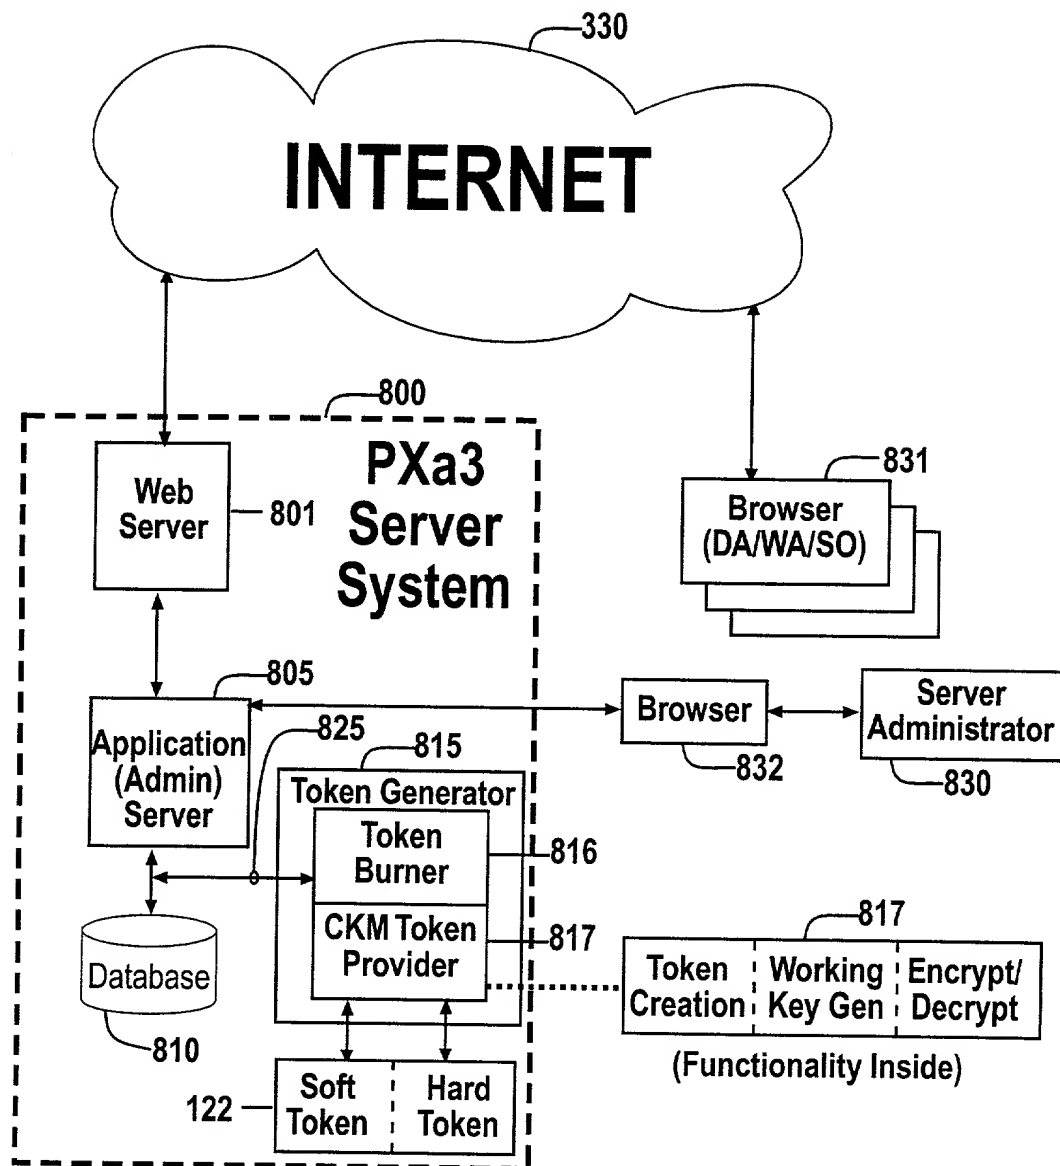 330
INTERNET
800
PXa3
Server
System
Web
Server
801
831
Browser
(DA/WA/SO)
805
Application
(Admin)
Server
825
Browser
832
Server
Administrator
830
815
Token Generator
Token
Burner
816
CKM Token
Provider
817
817
Token
Creation
Working
Key Gen
Encrypt/
Decrypt
(Functionality Inside)
Database
810
122
Soft
Token
Hard
Token